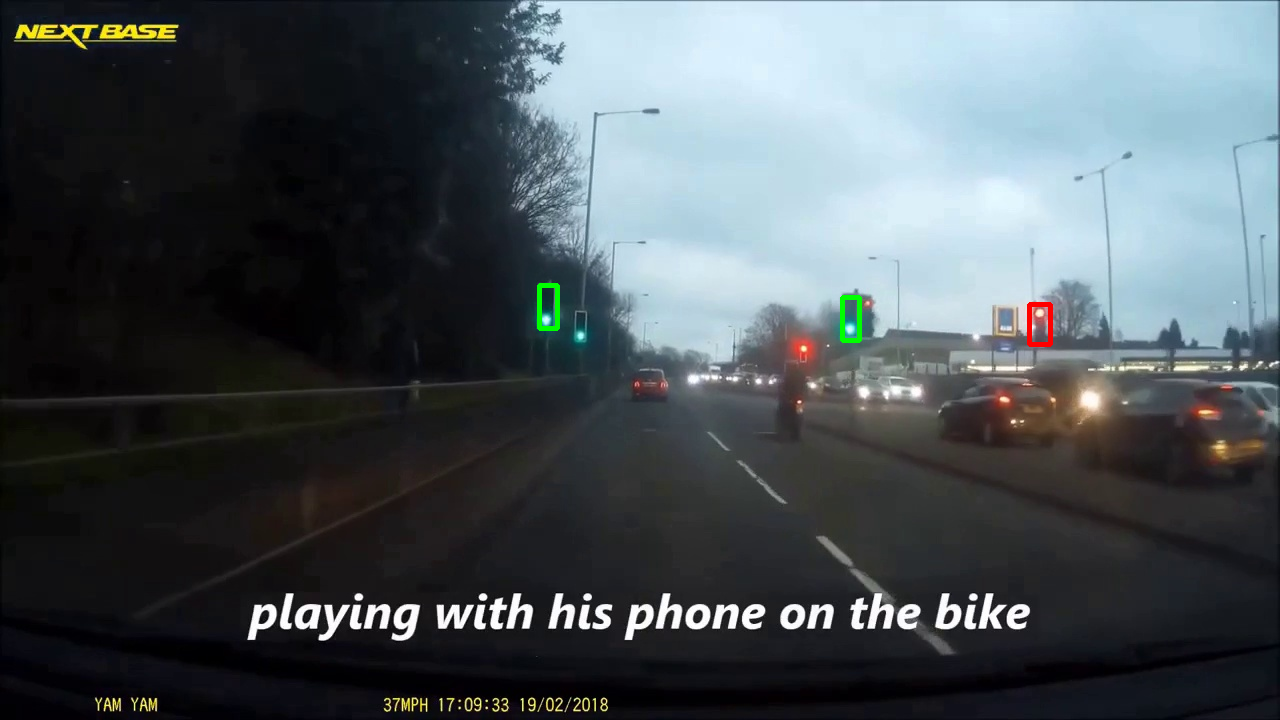 NEXTBASE
playing with his phone on the bike
YAM YAM 37MPH 17:09:33 19/02/2018